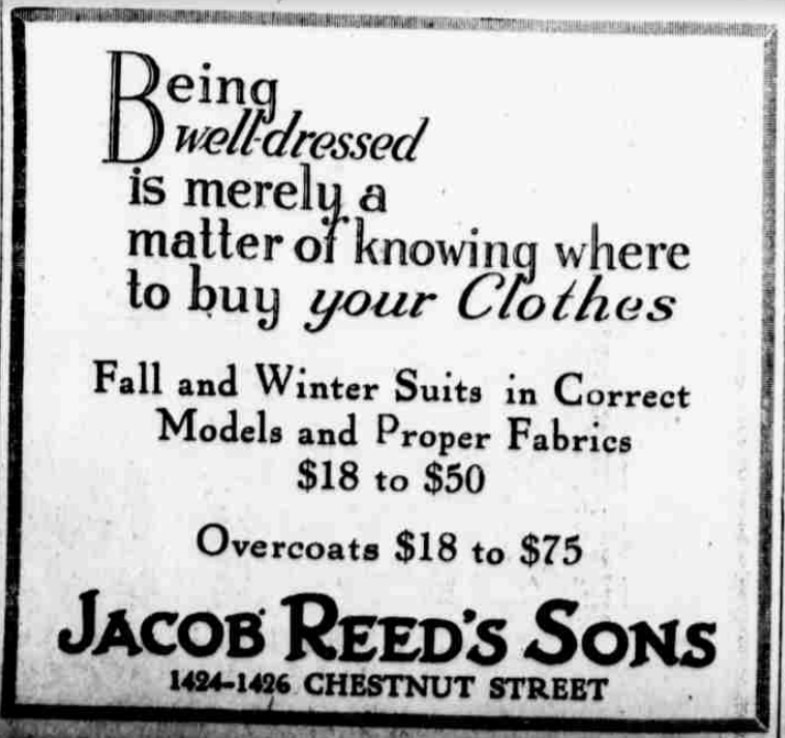 Being
well-dressed
is merely a
matter of knowing where
to buy your Clothes
Fall and Winter Suits in Correct
Models and Proper Fabrics
$18 to $50
Overcoats $18 to $75
JACOB REED'S SONS
1424-1426 CHESTNUT STREET